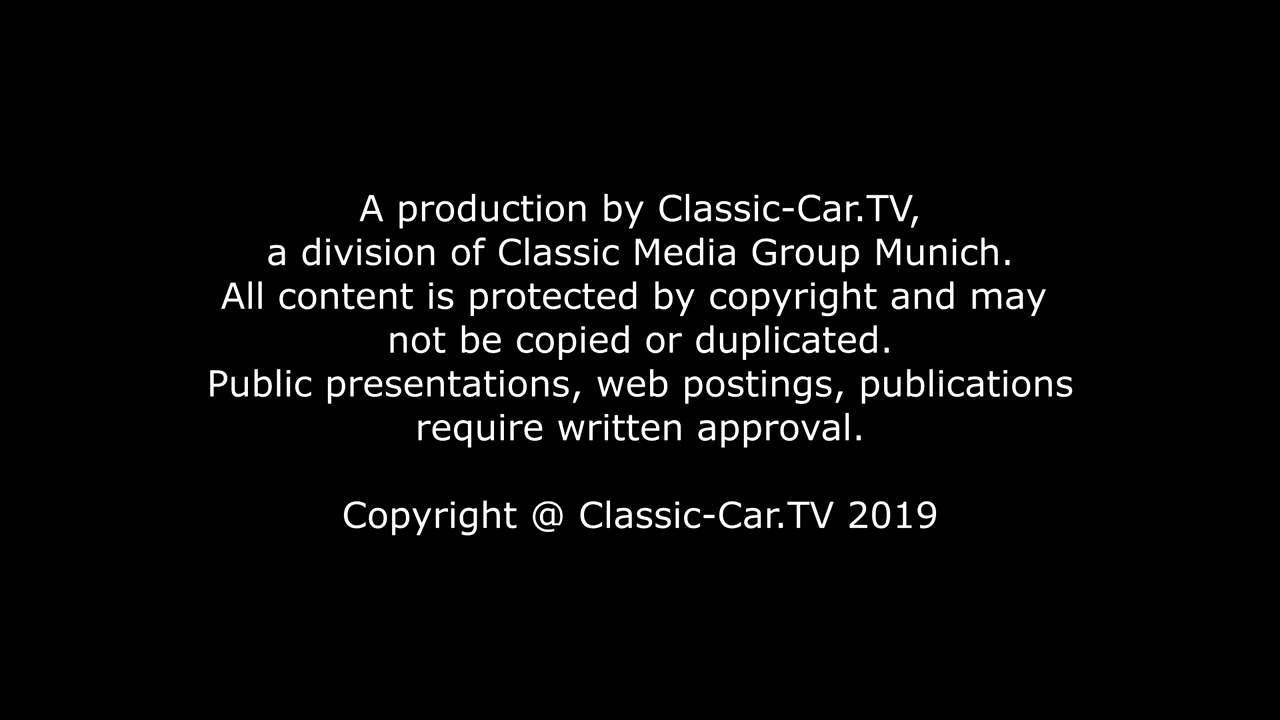 A production by Classic-Car.TV,
a division of Classic Media Group Munich.
All content is protected by copyright and may
not be copied or duplicated.
Public presentations, web postings, publications
require written approval.
Copyright @ Classic-Car.TV 2019